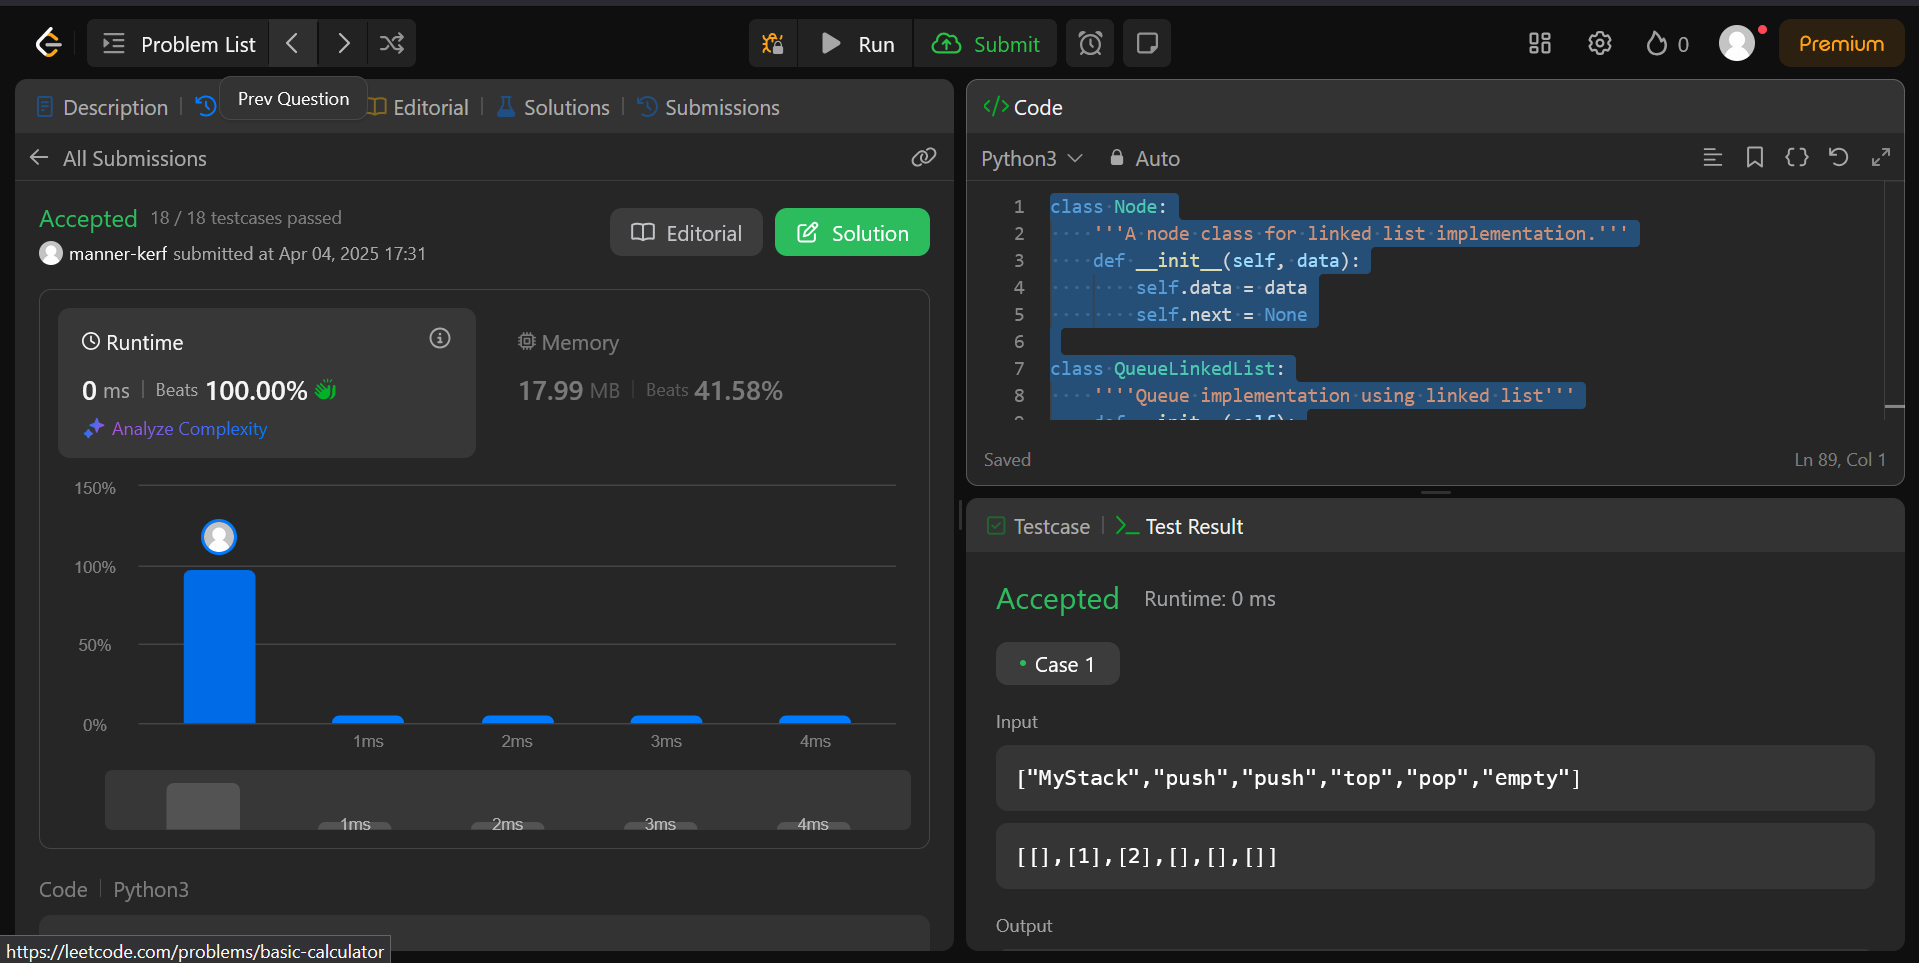 Problem List
Run
Submit
0
Premium
Description
Prev Question
Editorial
Solutions
Submissions
All Submissions
Accepted 18 / 18 testcases passed
manner-kerf submitted at Apr 04, 2025 17:31
Editorial
Solution
Runtime
0 ms Beats 100.00%
Analyze Complexity
Memory
17.99 MB Beats 41.58%
150%
100%
50%
0%
1ms 2ms 3ms 4ms
1ms 2ms 3ms 4ms
Code Python3
https://leetcode.com/problems/basic-calculator
</> Code
Python3 Auto
1 class Node:
2 '''A node class for linked list implementation.'''
3 def __init__(self, data):
4 self.data = data
5 self.next = None
6
7 class QueueLinkedList:
8 ''''Queue implementation using linked list'''
9 def __init__(self):
Saved
Ln 89, Col 1
Testcase
Test Result
Accepted Runtime: 0 ms
Case 1
Input
["MyStack","push","push","top","pop","empty"]
[[],[1],[2],[],[],[]]
Output